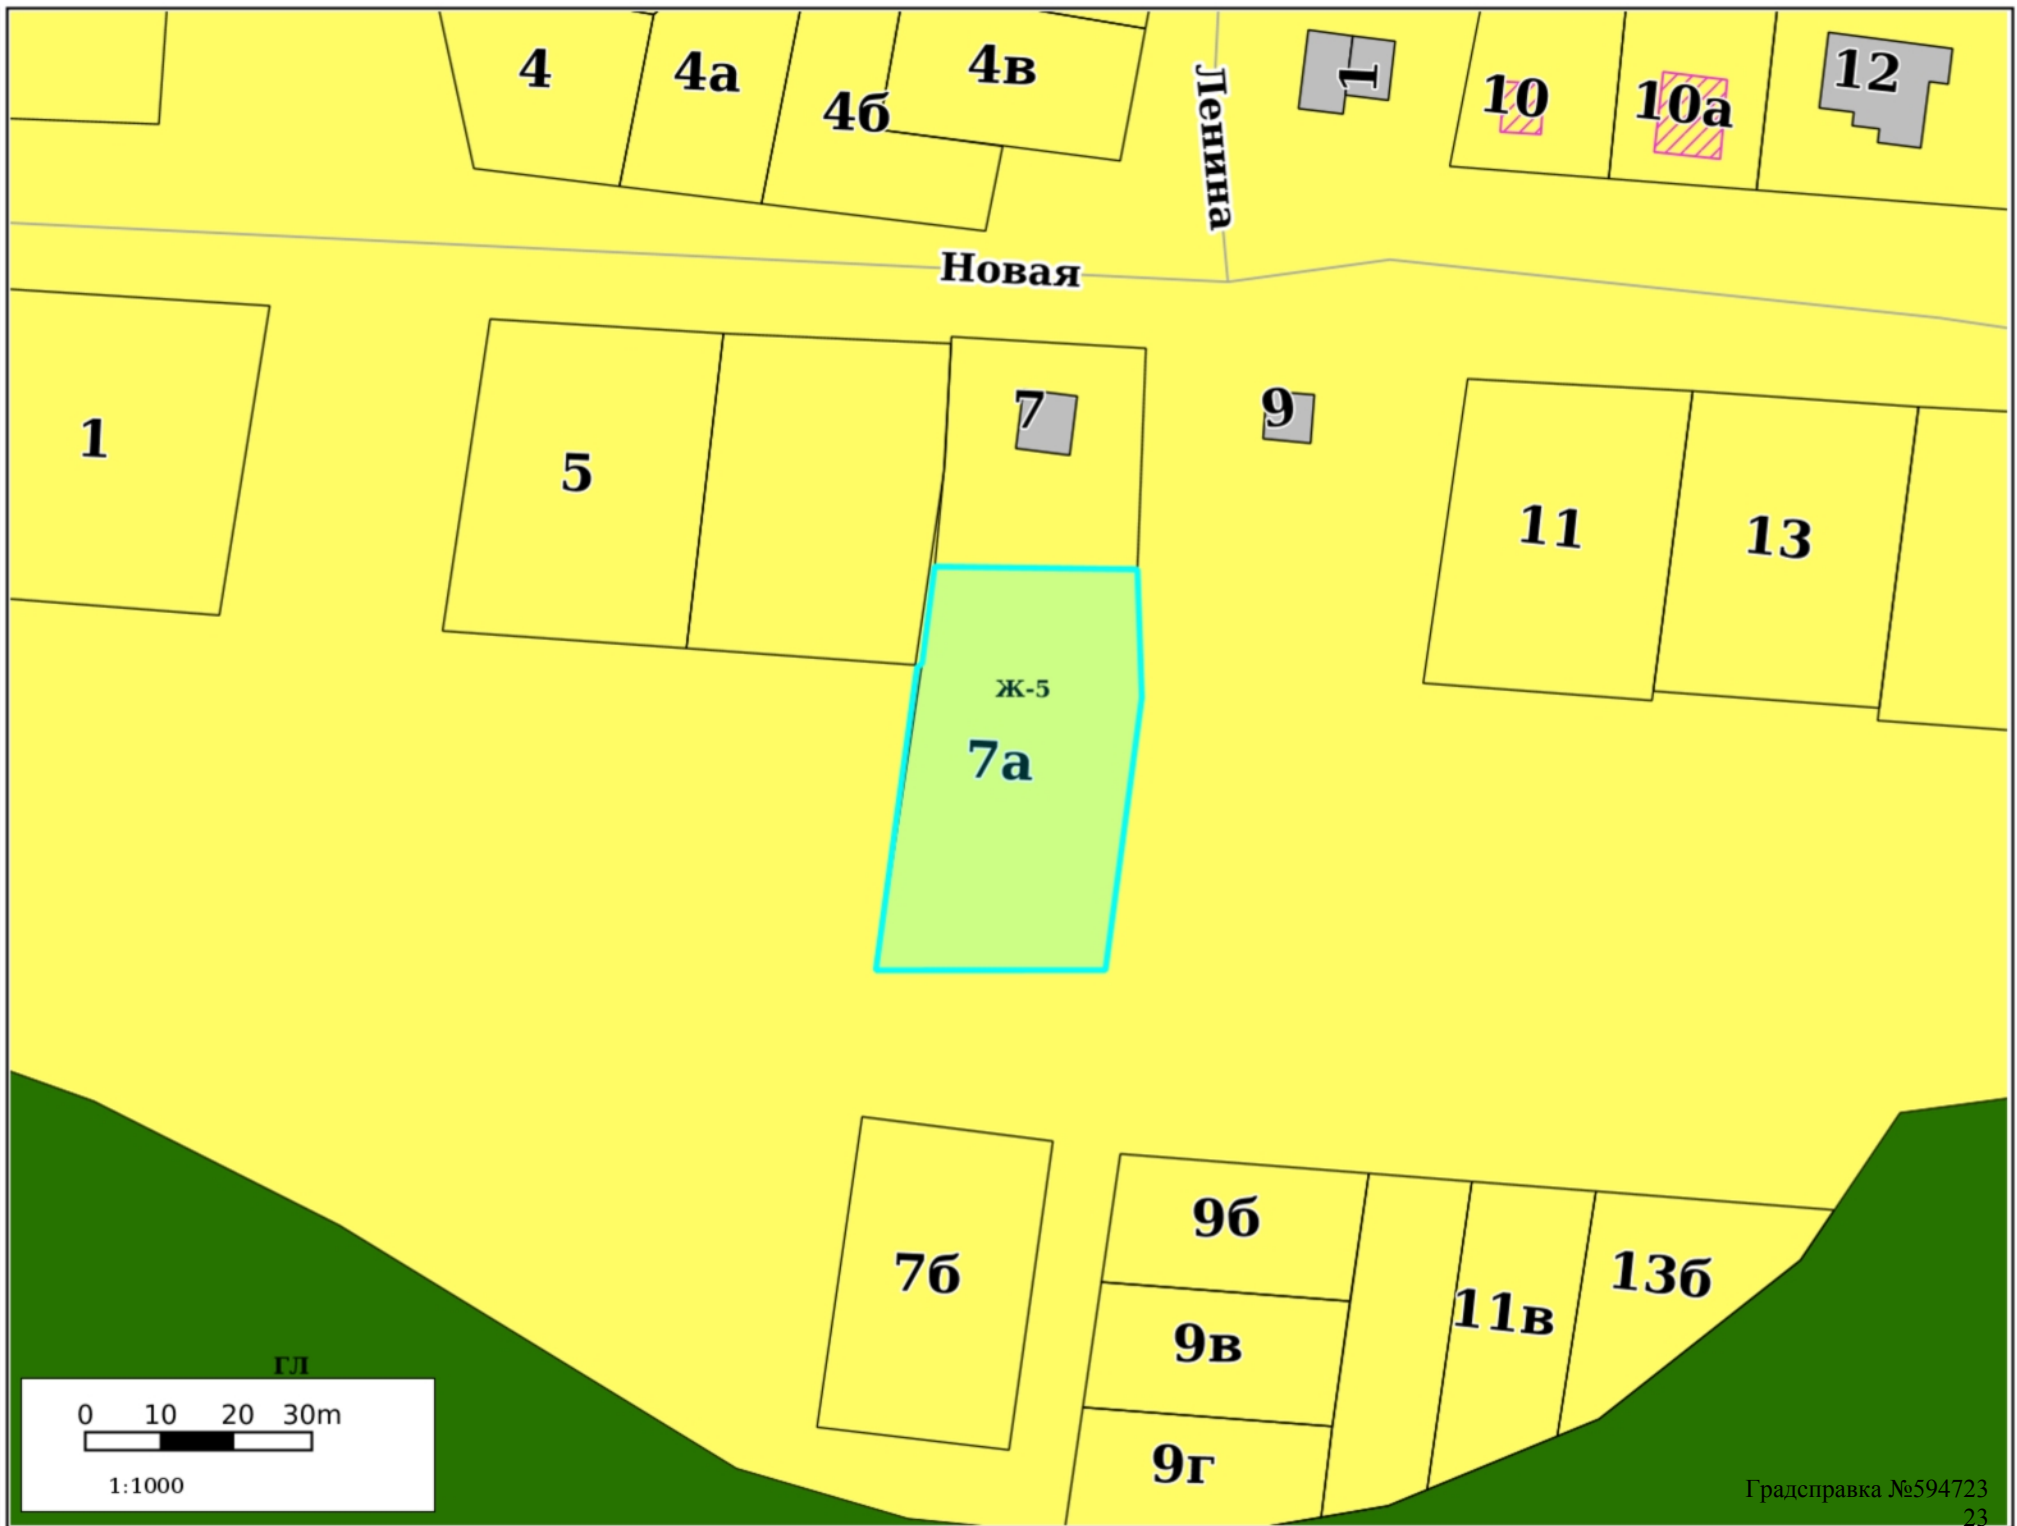 4
4а
4б
4в
Ленина
1
10
10а
12
Новая
1
5
7
9
11
13
Ж-5
7а
7б
9б
9в
9г
11в
13б
гл
0 10 20 30m
1:1000
Градсправка №594723
23